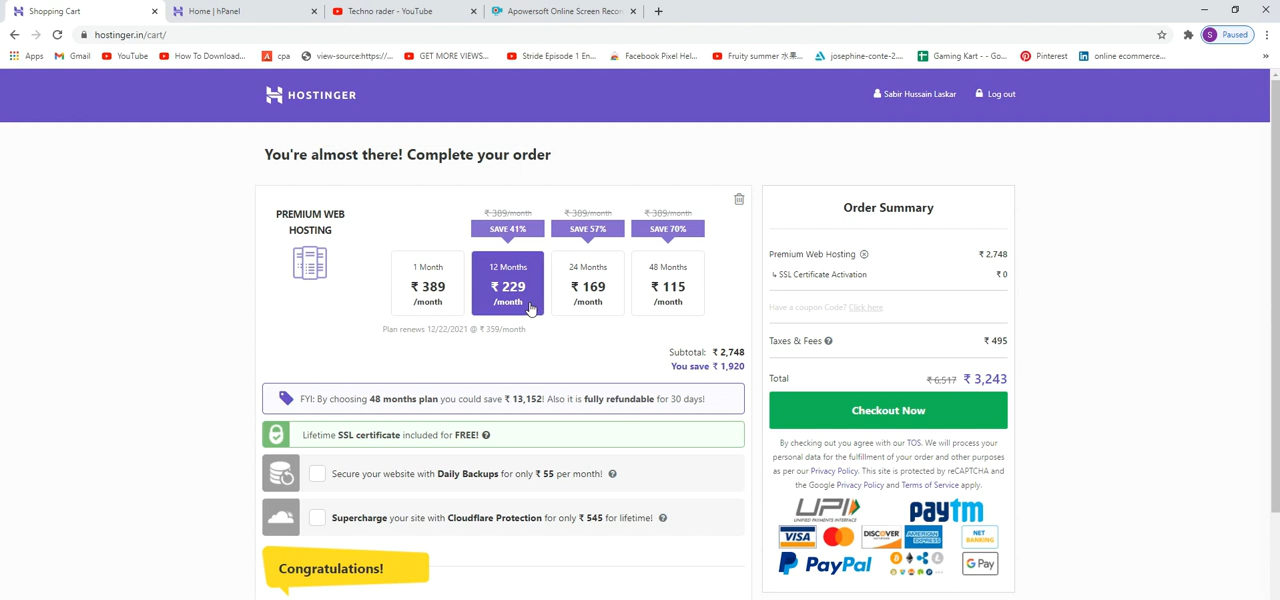 Shopping Cart
Home | hPanel
Techno rader - YouTube
Apowersoft Online Screen Recor
hostinger.in/cart/
S Paused
Apps
Gmail
YouTube
How To Download...
cpa
view-source:https://...
GET MORE VIEWS...
Stride Episode 1 En...
Facebook Pixel Hel...
Fruity summer 水果...
josephine-conte-2...
Gaming Kart - - Go...
Pinterest
online ecommerce...
HOSTINGER
Sabir Hussain Laskar
Log out
You're almost there! Complete your order
PREMIUM WEB
HOSTING
₹ 389/month ₹ 389/month ₹ 389/month
SAVE 41% SAVE 57% SAVE 70%
1 Month 12 Months 24 Months 48 Months
₹ 389 ₹ 229 ₹ 169 ₹ 115
/month /month /month /month
Plan renews 12/22/2021 @ ₹ 359/month
Subtotal: ₹ 2,748
You save ₹ 1,920
FYI: By choosing 48 months plan you could save ₹ 13,152! Also it is fully refundable for 30 days!
Lifetime SSL certificate included for FREE!
Secure your website with Daily Backups for only ₹ 55 per month!
Supercharge your site with Cloudflare Protection for only ₹ 545 for lifetime!
Congratulations!
Order Summary
Premium Web Hosting ₹ 2,748
↳ SSL Certificate Activation ₹ 0
Have a coupon Code? Click here
Taxes & Fees ₹ 495
Total ₹ 6,517 ₹ 3,243
Checkout Now
By checking out you agree with our TOS. We will process your
personal data for the fulfillment of your order and other purposes
as per our Privacy Policy. This site is protected by reCAPTCHA and
the Google Privacy Policy and Terms of Service apply.
UPI paytm
UNIFIED PAYMENTS INTERFACE
VISA MasterCard DISCOVER AMERICAN EXPRESS NET BANKING
PayPal G Pay